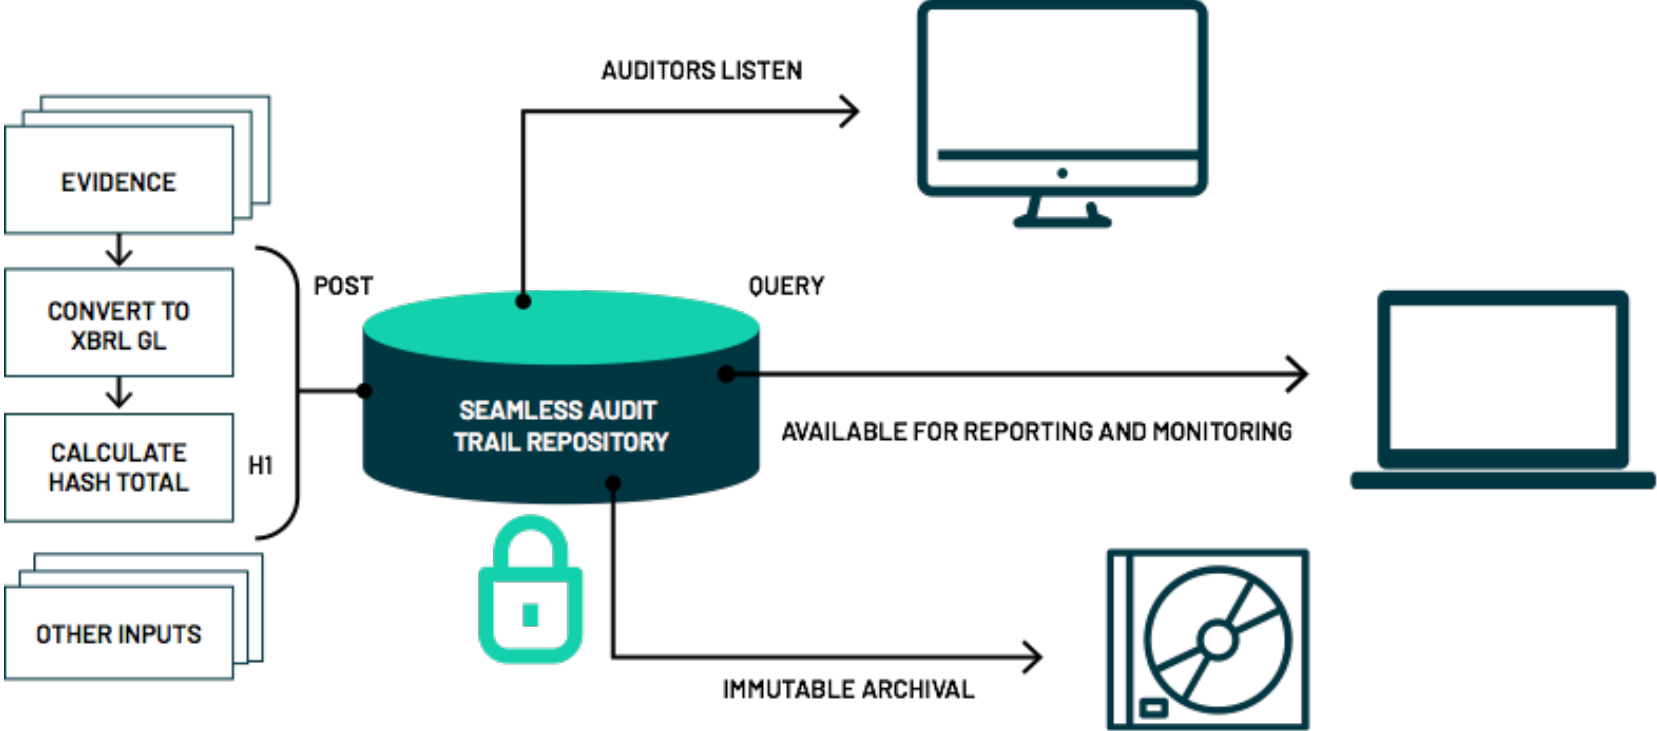 AUDITORS LISTEN
EVIDENCE
CONVERT TO
XBRL GL
CALCULATE
HASH TOTAL
H1
OTHER INPUTS
POST
QUERY
SEAMLESS AUDIT
TRAIL REPOSITORY
AVAILABLE FOR REPORTING AND MONITORING
IMMUTABLE ARCHIVAL